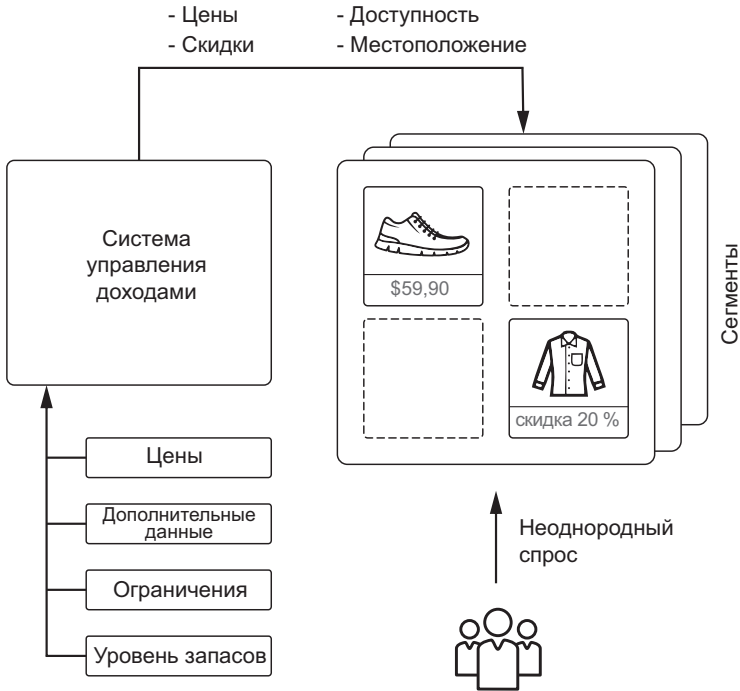 - Цены
- Скидки
- Доступность
- Местоположение
Система
управления
доходами
$59,90
скидка 20 %
Сегменты
Цены
Дополнительные
данные
Ограничения
Уровень запасов
Неоднородный
спрос